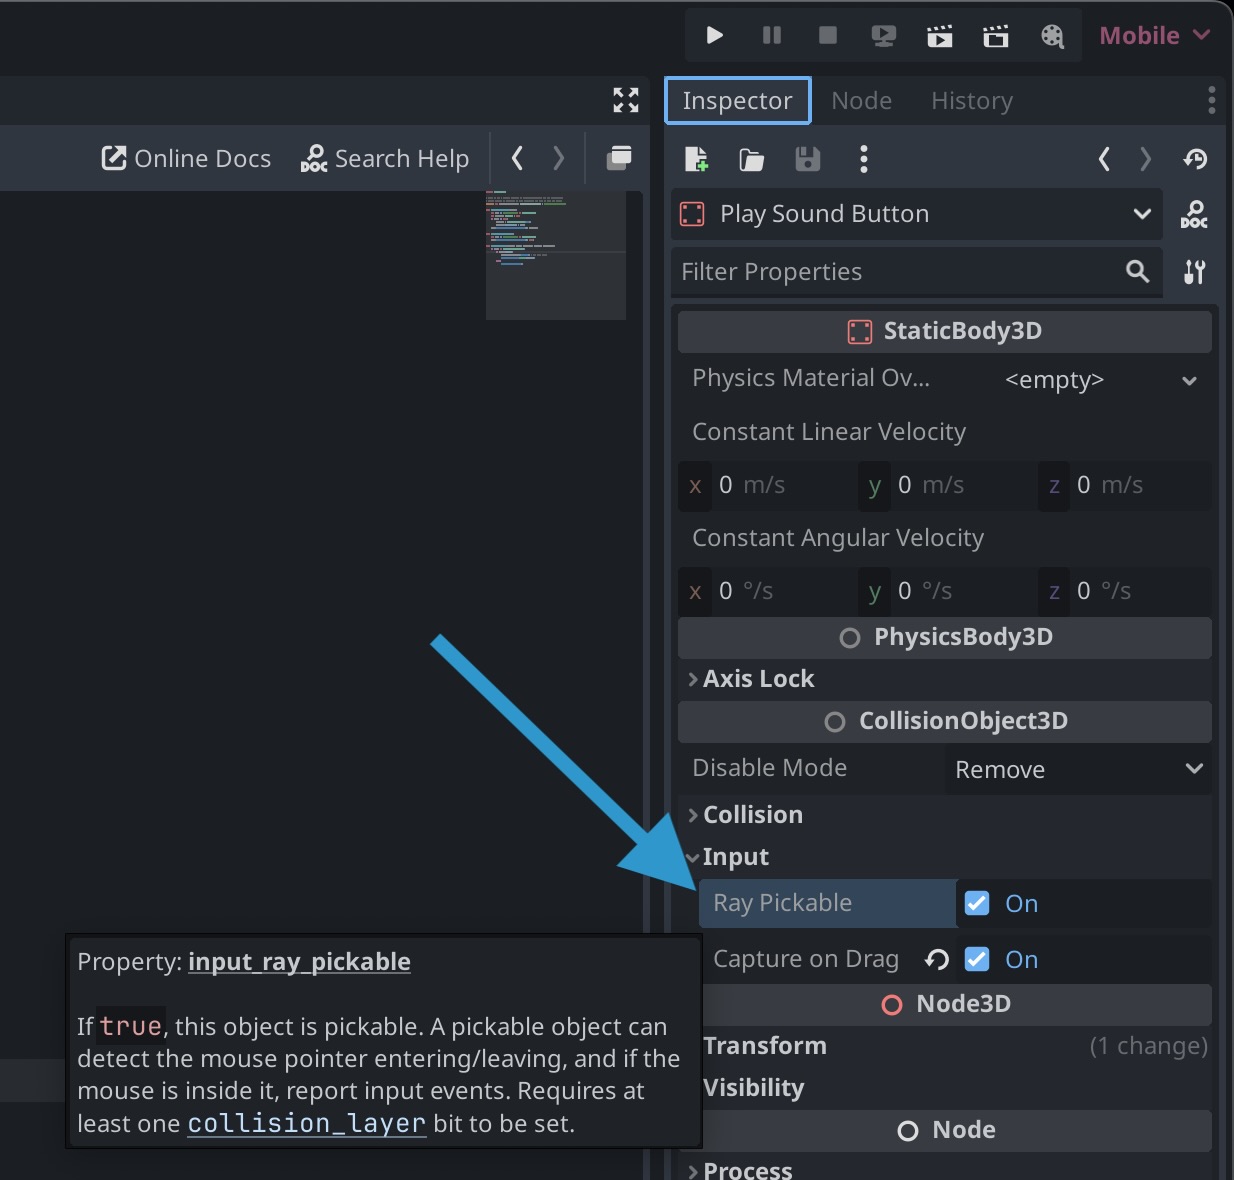 Mobile
Inspector Node History
Online Docs Search Help
Play Sound Button
DOC
Filter Properties
StaticBody3D
Physics Material Ov... <empty>
Constant Linear Velocity
x 0 m/s y 0 m/s z 0 m/s
Constant Angular Velocity
x 0 °/s y 0 °/s z 0 °/s
PhysicsBody3D
Axis Lock
CollisionObject3D
Disable Mode Remove
Collision
Input
Ray Pickable On
Capture on Drag On
Node3D
Transform (1 change)
Visibility
Node
Process
Property: input_ray_pickable
If true, this object is pickable. A pickable object can
detect the mouse pointer entering/leaving, and if the
mouse is inside it, report input events. Requires at
least one collision_layer bit to be set.